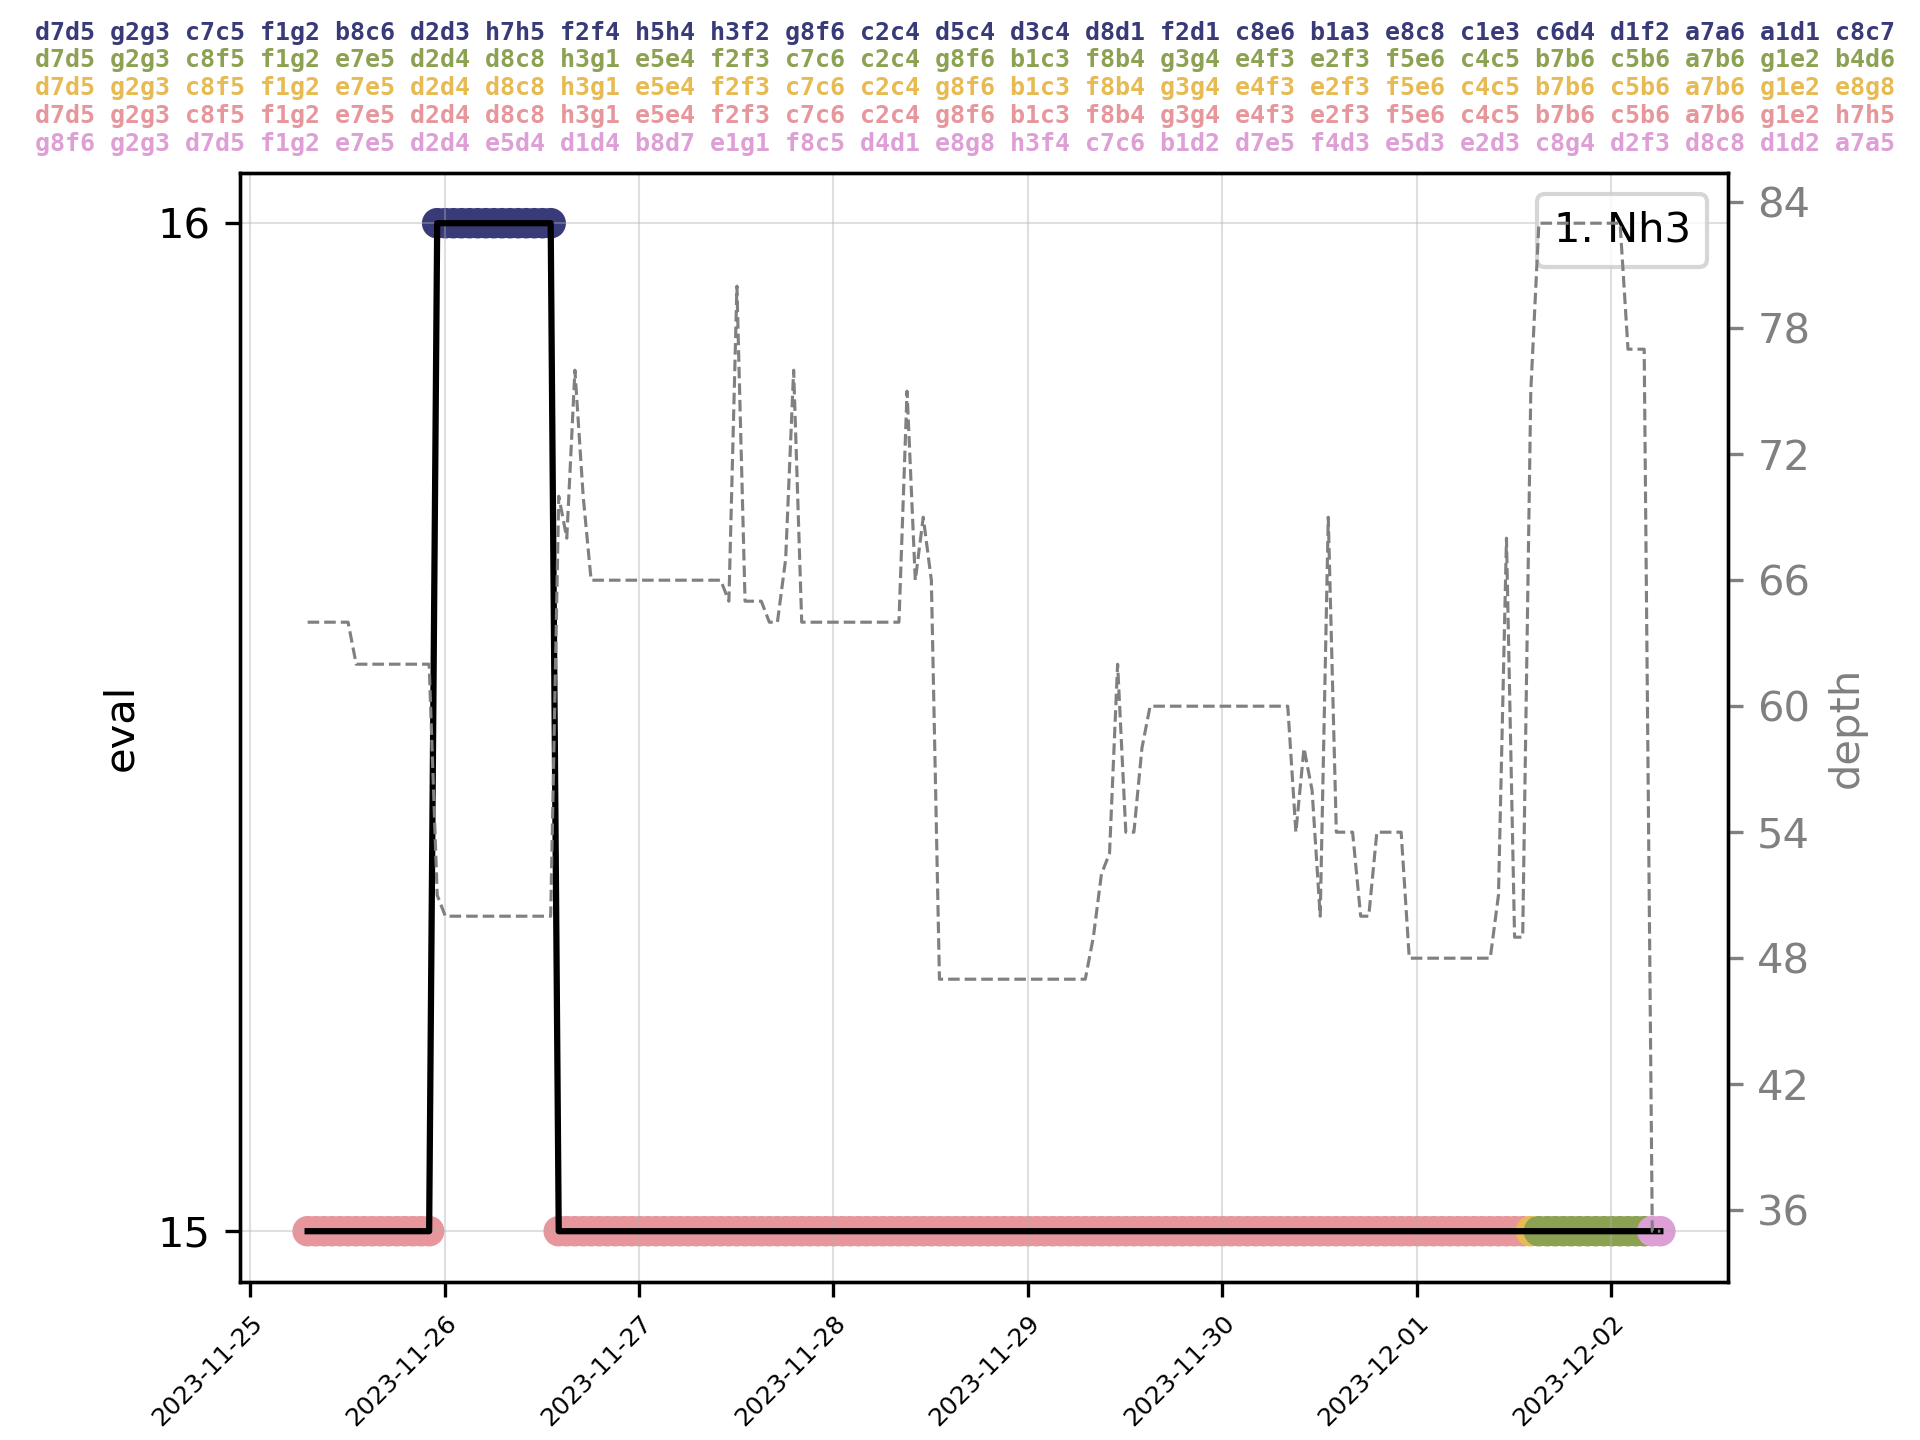 d7d5 g2g3 c7c5 f1g2 b8c6 d2d3 h7h5 f2f4 h5h4 h3f2 g8f6 c2c4 d5c4 d3c4 d8d1 f2d1 c8e6 b1a3 e8c8 c1e3 c6d4 d1f2 a7a6 a1d1 c8c7
d7d5 g2g3 c8f5 f1g2 e7e5 d2d4 d8c8 h3g1 e5e4 f2f3 c7c6 c2c4 g8f6 b1c3 f8b4 g3g4 e4f3 e2f3 f5e6 c4c5 b7b6 c5b6 a7b6 g1e2 b4d6
d7d5 g2g3 c8f5 f1g2 e7e5 d2d4 d8c8 h3g1 e5e4 f2f3 c7c6 c2c4 g8f6 b1c3 f8b4 g3g4 e4f3 e2f3 f5e6 c4c5 b7b6 c5b6 a7b6 g1e2 e8g8
d7d5 g2g3 c8f5 f1g2 e7e5 d2d4 d8c8 h3g1 e5e4 f2f3 c7c6 c2c4 g8f6 b1c3 f8b4 g3g4 e4f3 e2f3 f5e6 c4c5 b7b6 c5b6 a7b6 g1e2 h7h5
g8f6 g2g3 d7d5 f1g2 e7e5 d2d4 e5d4 d1d4 b8d7 e1g1 f8c5 d4d1 e8g8 h3f4 c7c6 b1d2 d7e5 f4d3 e5d3 e2d3 c8g4 d2f3 d8c8 d1d2 a7a5
1. Nh3
16
15
eval
84
78
72
66
60
54
48
42
36
depth
2023-11-25
2023-11-26
2023-11-27
2023-11-28
2023-11-29
2023-11-30
2023-12-01
2023-12-02